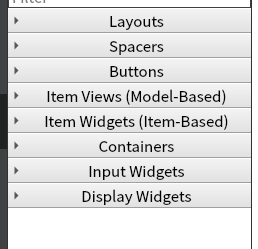 Filter
Layouts
Spacers
Buttons
Item Views (Model-Based)
Item Widgets (Item-Based)
Containers
Input Widgets
Display Widgets